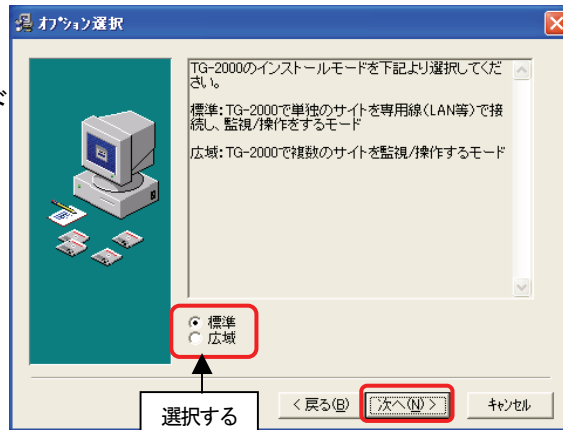 オプション選択
TG-2000のインストールモードを下記より選択してくだ
さい。
標準：TG-2000で単独のサイトを専用線（LAN等）で接
続し、監視/操作をするモード
広域：TG-2000で複数のサイトを監視/操作するモード
ド
標準
広域
選択する
< 戻る(B)
次へ(N) >
キャンセル